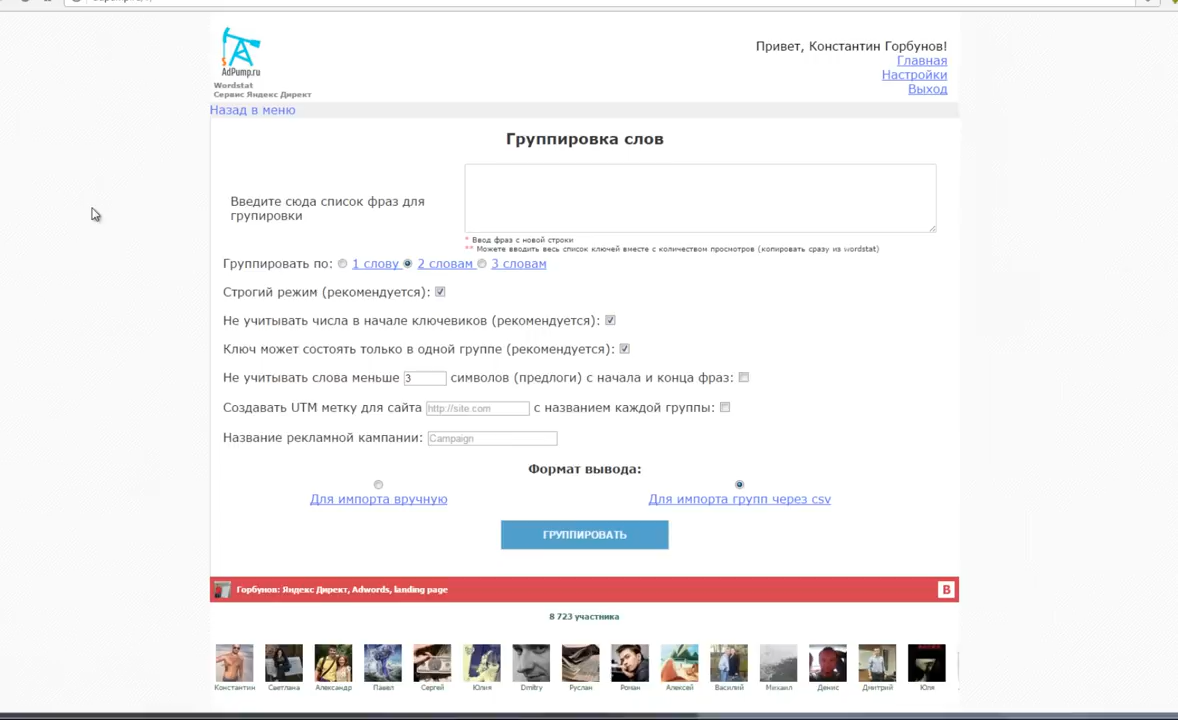 AdPump.ru
Wordstat
Сервис Яндекс Директ
Привет, Константин Горбунов!
Главная
Настройки
Выход
Назад в меню
Группировка слов
Введите сюда список фраз для
групировки
* Ввод фраз с новой строки
** Можете вводить весь список ключей вместе с количеством просмотров (копировать сразу из wordstat)
Группировать по: 1 слову 2 словам 3 словам
Строгий режим (рекомендуется):
Не учитывать числа в начале ключевиков (рекомендуется):
Ключ может состоять только в одной группе (рекомендуется):
Не учитывать слова меньше 3 символов (предлоги) с начала и конца фраз:
Создавать UTM метку для сайта http://site.com с названием каждой группы:
Название рекламной кампании: Campaign
Формат вывода:
Для импорта вручную Для импорта групп через csv
ГРУППИРОВАТЬ
Горбунов: Яндекс Директ, Adwords, landing page B
8 723 участника
Константин Светлана Александр Павел Сергей Юлия Dmitry Руслан Роман Алексей Василий Михаил Денис Дмитрий Юля